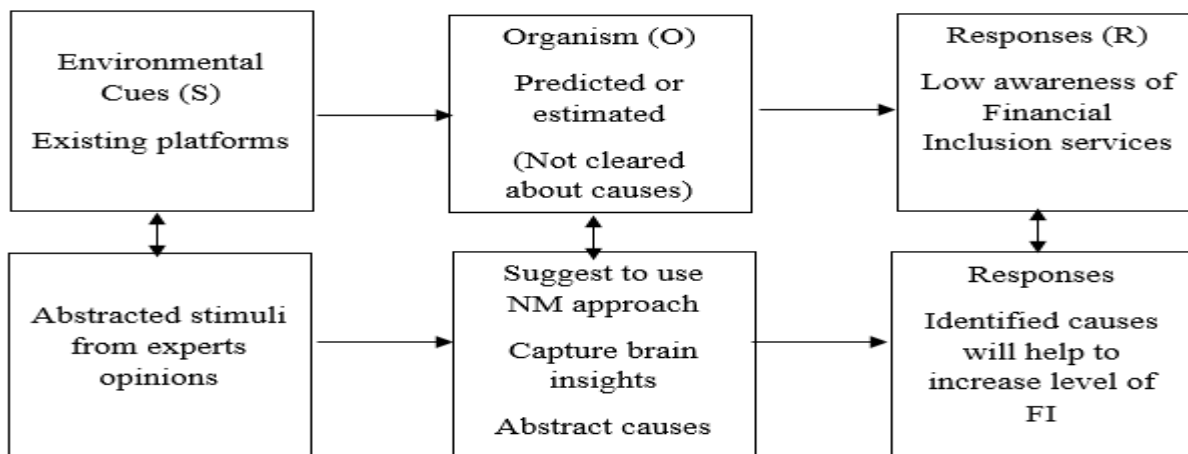 Environmental
Cues (S)
Existing platforms
Organism (O)
Predicted or
estimated
(Not cleared
about causes)
Responses (R)
Low awareness of
Financial
Inclusion services
Abstracted stimuli
from experts
opinions
Suggest to use
NM approach
Capture brain
insights
Abstract causes
Responses
Identified causes
will help to
increase level of
FI